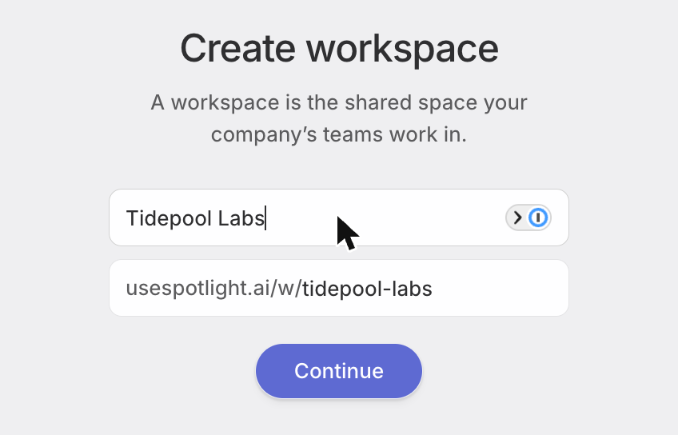 Create workspace
A workspace is the shared space your
company’s teams work in.
Tidepool Labs
usespotlight.ai/w/tidepool-labs
Continue